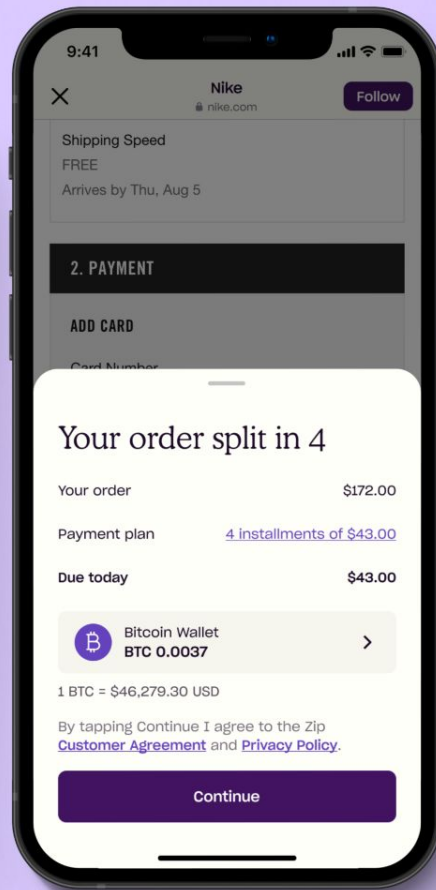 9:41
Nike
nike.com
Follow
Shipping Speed
FREE
Arrives by Thu, Aug 5
2. PAYMENT
ADD CARD
Card Number
Your order split in 4
Your order $172.00
Payment plan 4 installments of $43.00
Due today $43.00
Bitcoin Wallet
BTC 0.0037
1 BTC = $46,279.30 USD
By tapping Continue I agree to the Zip
Customer Agreement and Privacy Policy.
Continue